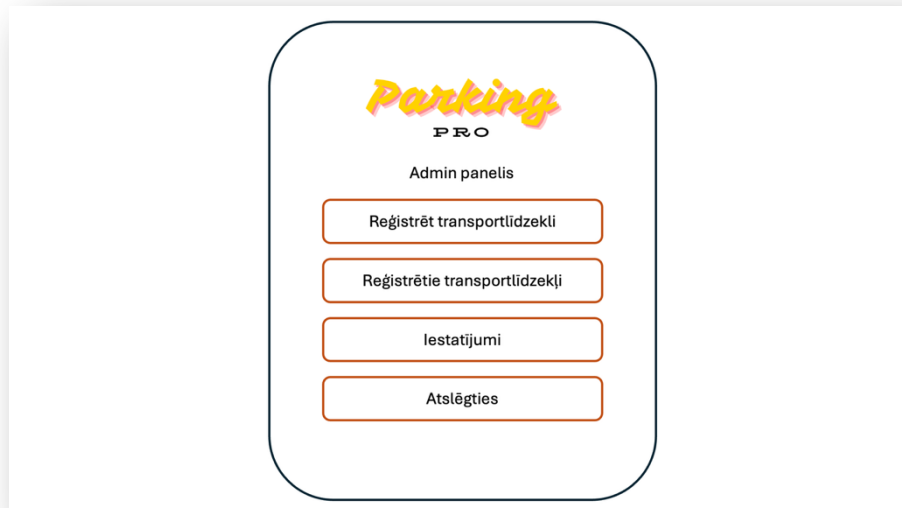 Parking
PRO
Admin panelis
Reģistrēt transportlīdzekli
Reģistrētie transportlīdzekļi
Iestatījumi
Atslēgties